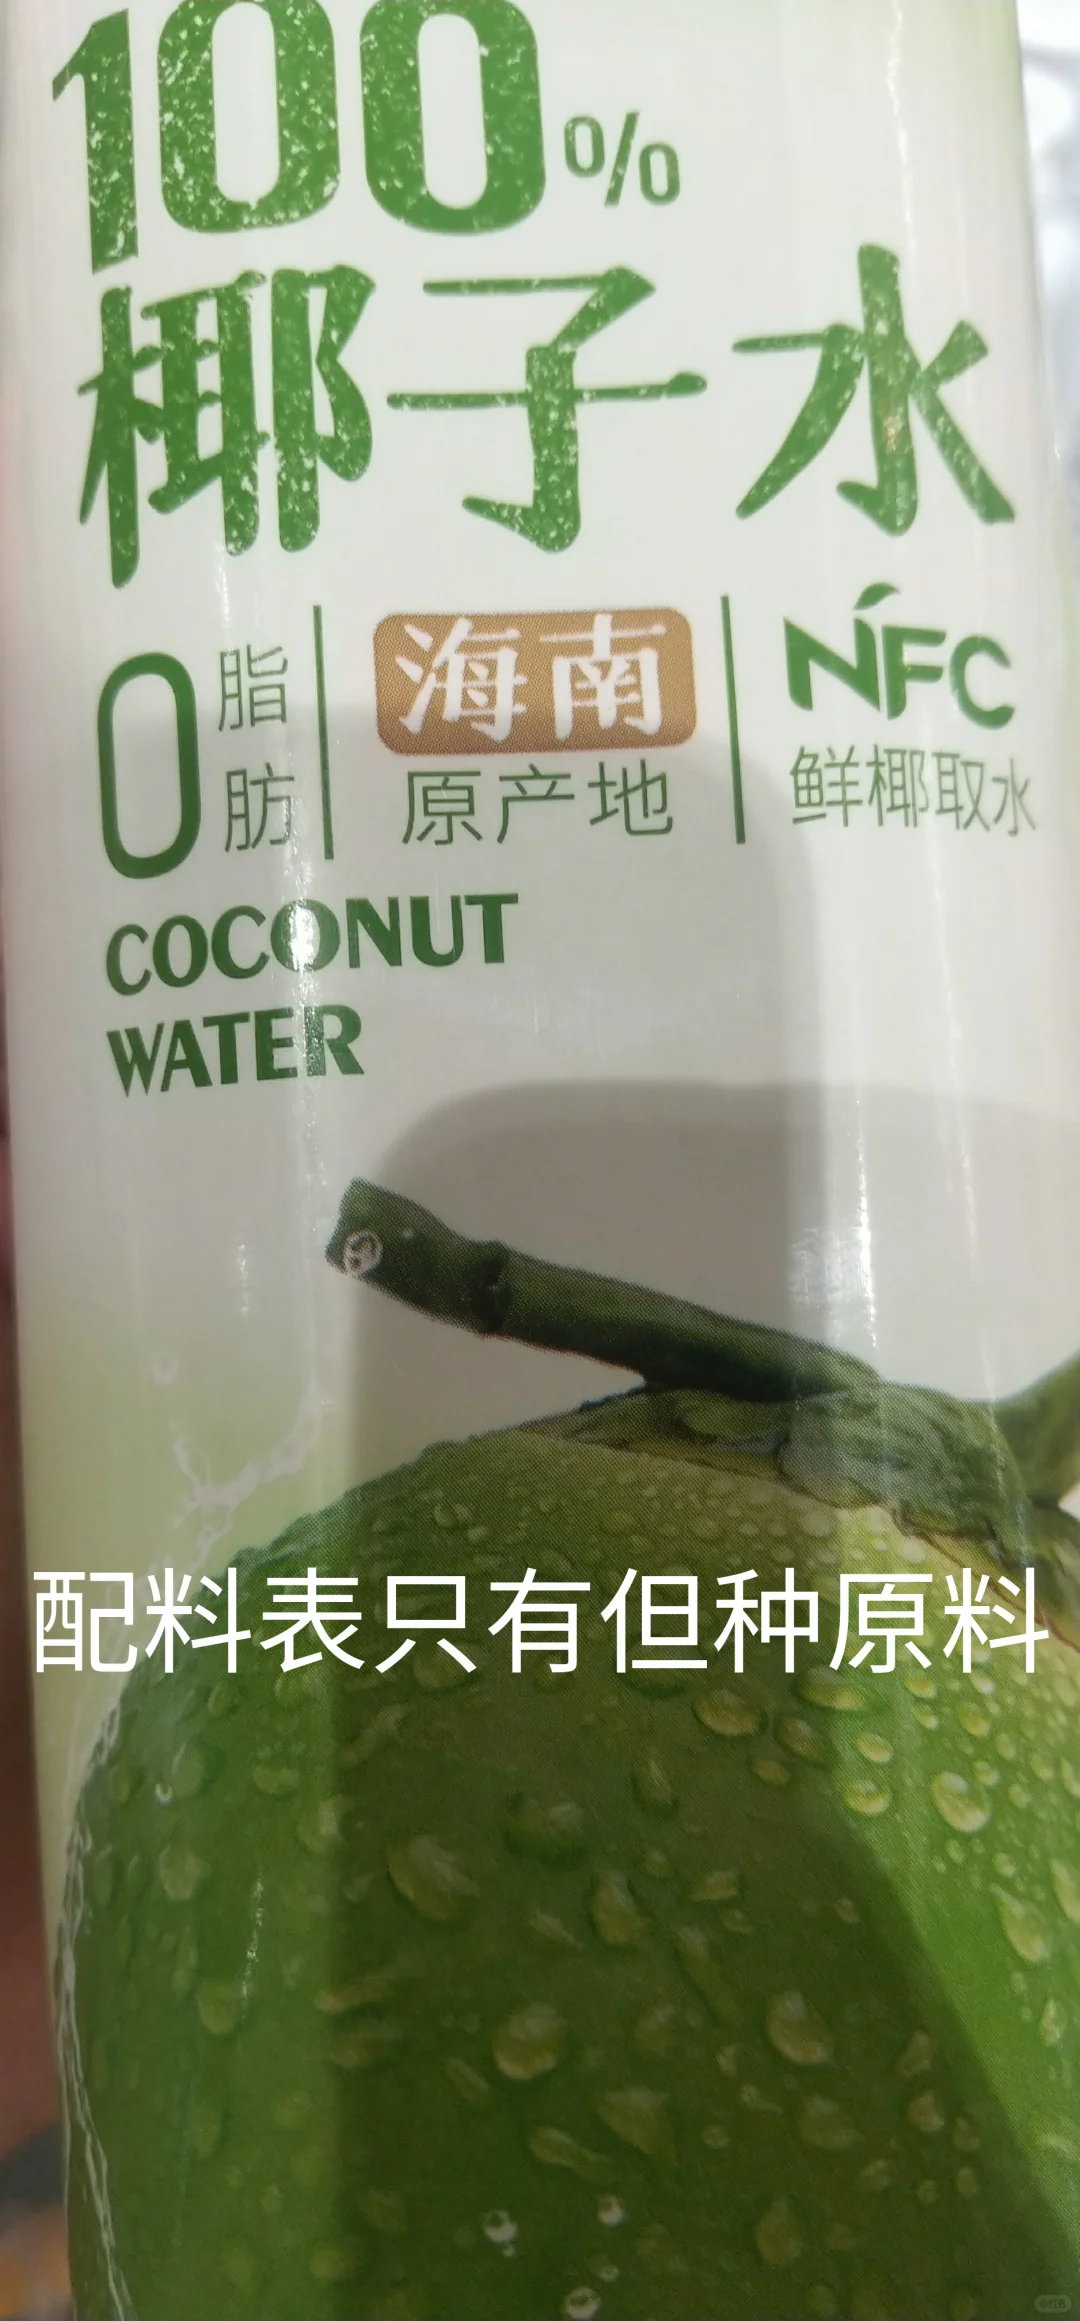 100%
椰子水
0脂肪
海南
原产地
NFC
鲜椰取水
COCONUT
WATER
配料表只有但种原料